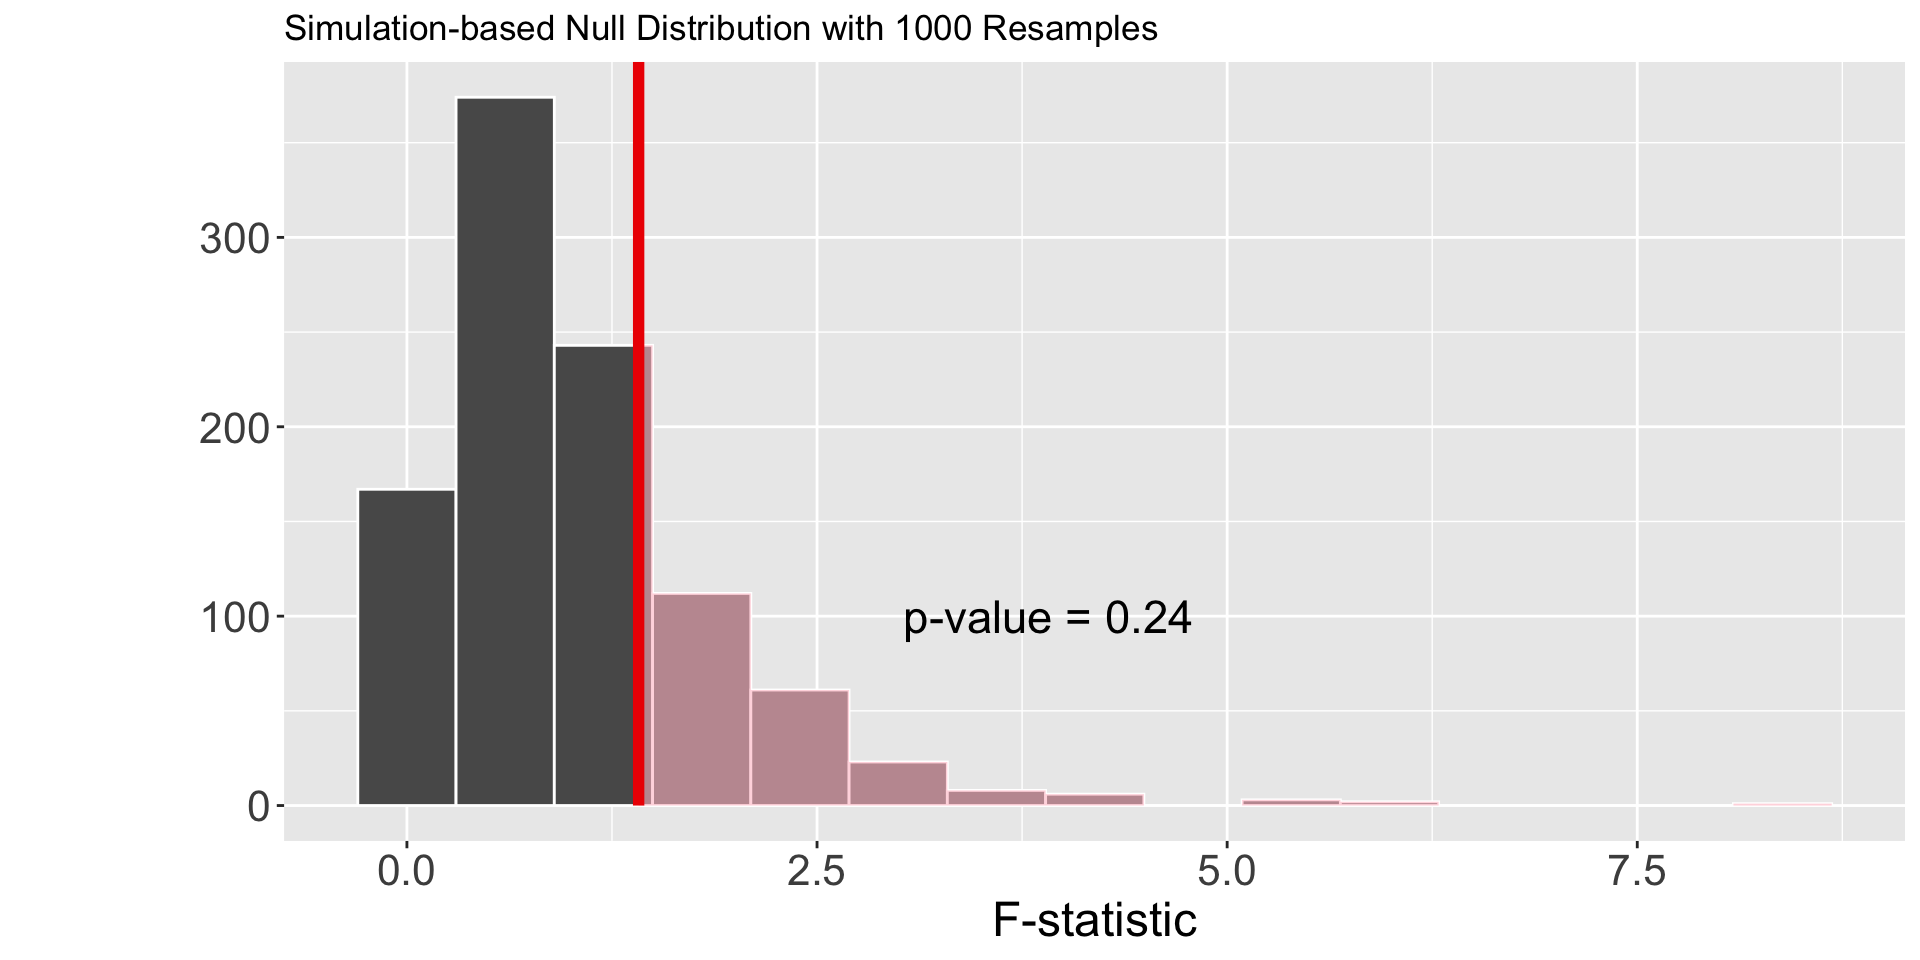 Simulation-based Null Distribution with 1000 Resamples
300
200
100
0
p-value = 0.24
0.0 2.5 5.0 7.5
F-statistic